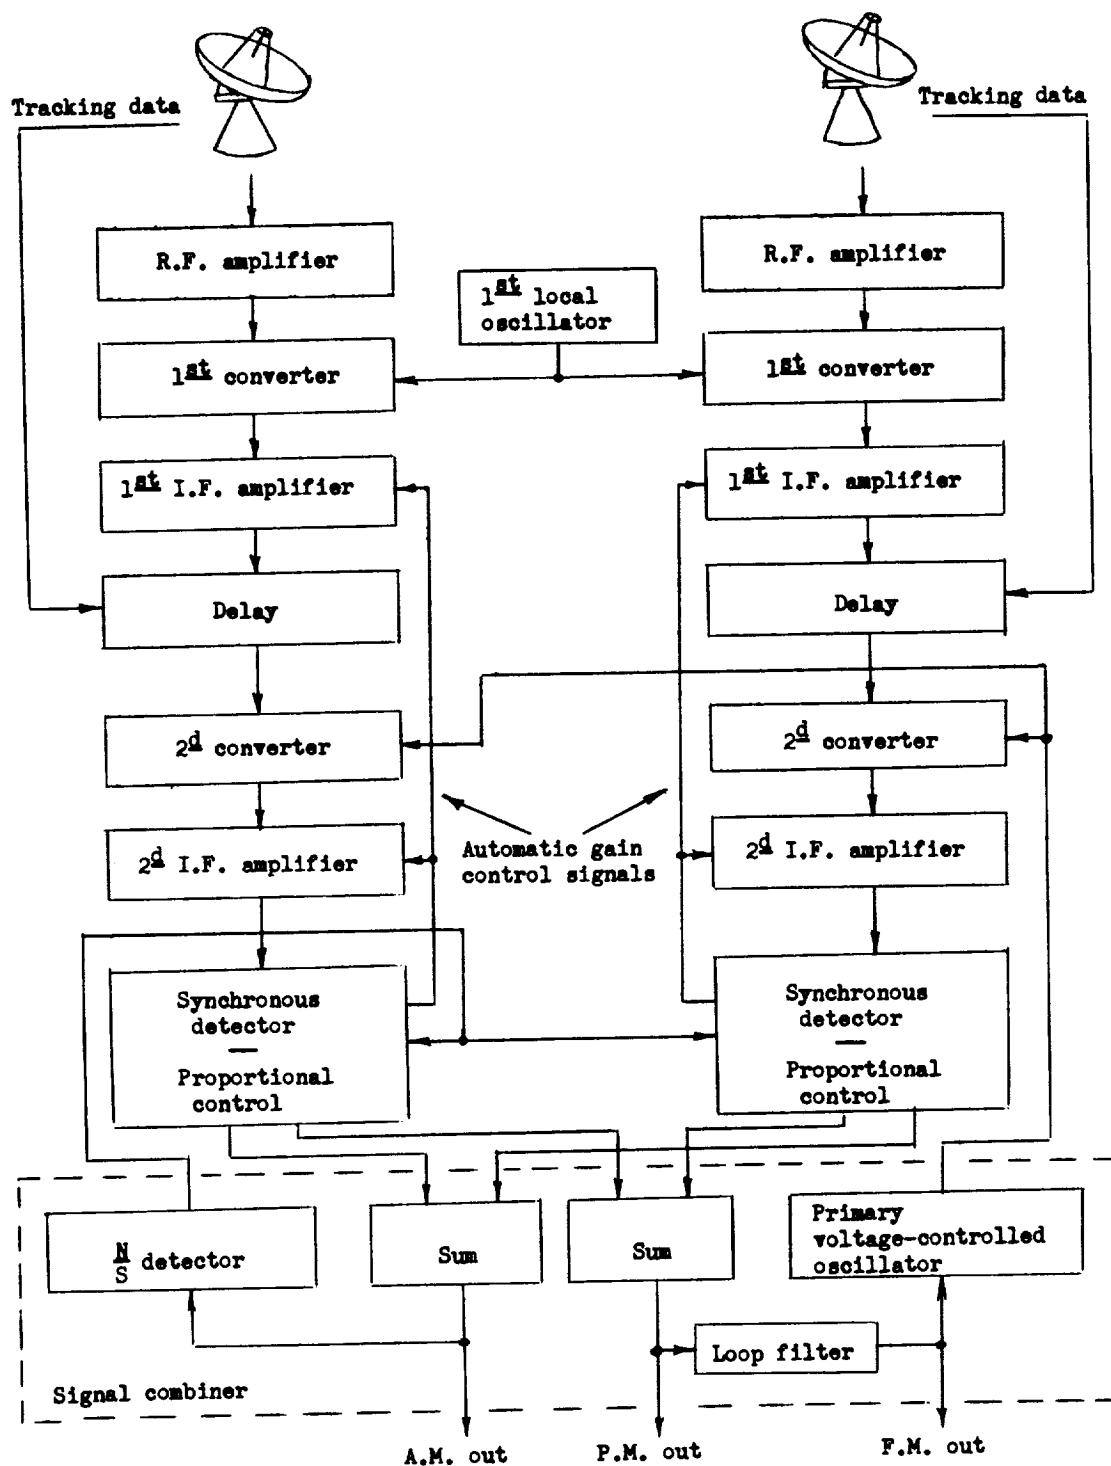 Tracking data
Tracking data
R.F. amplifier
R.F. amplifier
1st local
oscillator
1st converter
1st converter
1st I.F. amplifier
1st I.F. amplifier
Delay
Delay
2d converter
2d converter
2d I.F. amplifier
Automatic gain
control signals
2d I.F. amplifier
Synchronous
detector
—
Proportional
control
Synchronous
detector
—
Proportional
control
N/S detector
Sum
Sum
Primary
voltage-controlled
oscillator
Loop filter
Signal combiner
A.M. out
P.M. out
F.M. out